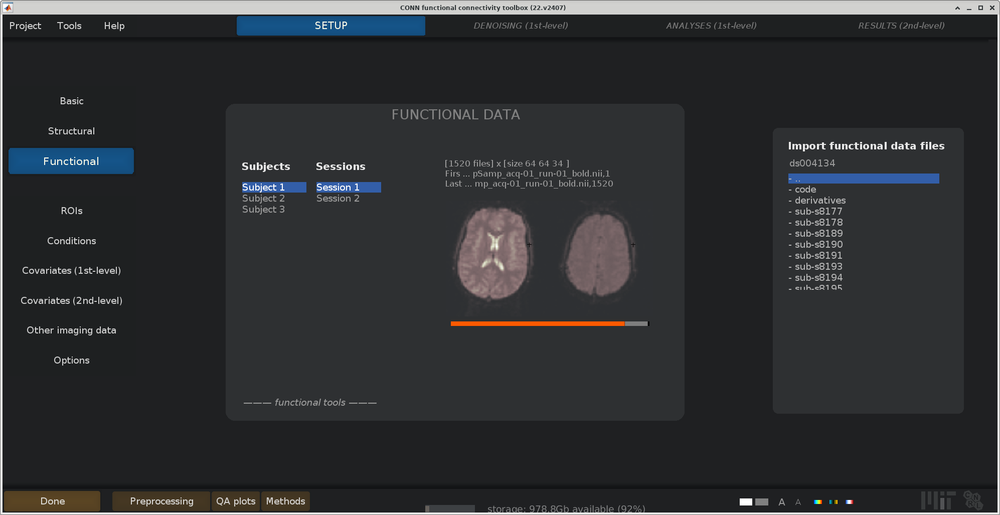 CONN functional connectivity toolbox (22.v2407)
Project Tools Help SETUP DENOISING (1st-level) ANALYSES (1st-level) RESULTS (2nd-level)
Basic
Structural
Functional
ROIs
Conditions
Covariates (1st-level)
Covariates (2nd-level)
Other imaging data
Options
FUNCTIONAL DATA
Subjects
Subject 1
Subject 2
Subject 3
Sessions
Session 1
Session 2
[1520 files] x [size 64 64 34 ]
Firs ... pSamp_acq-01_run-01_bold.nii,1
Last ... mp_acq-01_run-01_bold.nii,1520
——— functional tools ———
Import functional data files
ds004134
- ..
- code
- derivatives
- sub-s8177
- sub-s8178
- sub-s8189
- sub-s8190
- sub-s8191
- sub-s8193
- sub-s8194
- sub-s8195
Done Preprocessing QA plots Methods
storage: 978.8Gb available (92%)
A A
MIT
CNRL